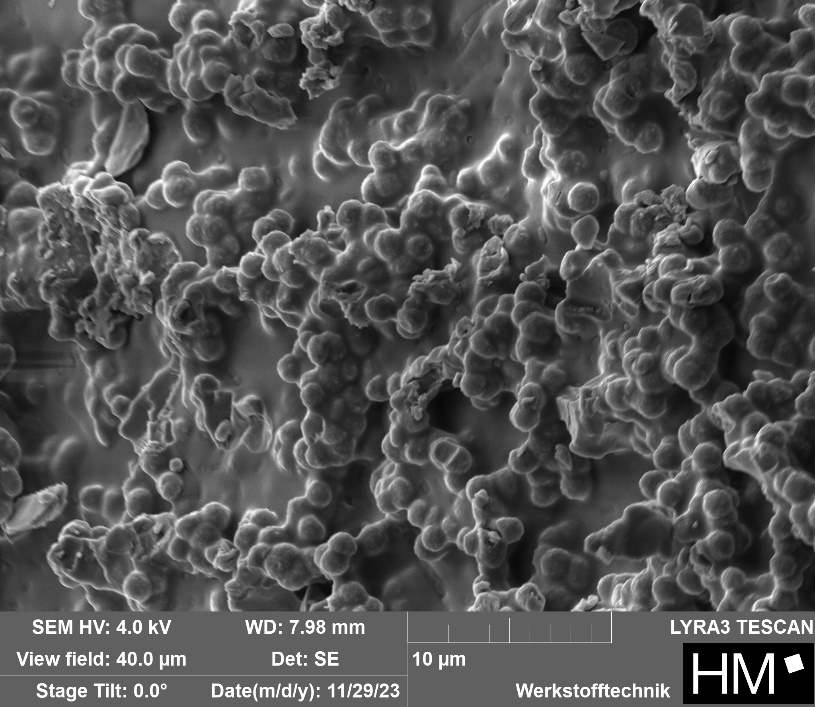 SEM HV: 4.0 kV WD: 7.98 mm LYRA3 TESCAN
View field: 40.0 µm Det: SE 10 µm
Stage Tilt: 0.0° Date(m/d/y): 11/29/23 Werkstofftechnik
HM